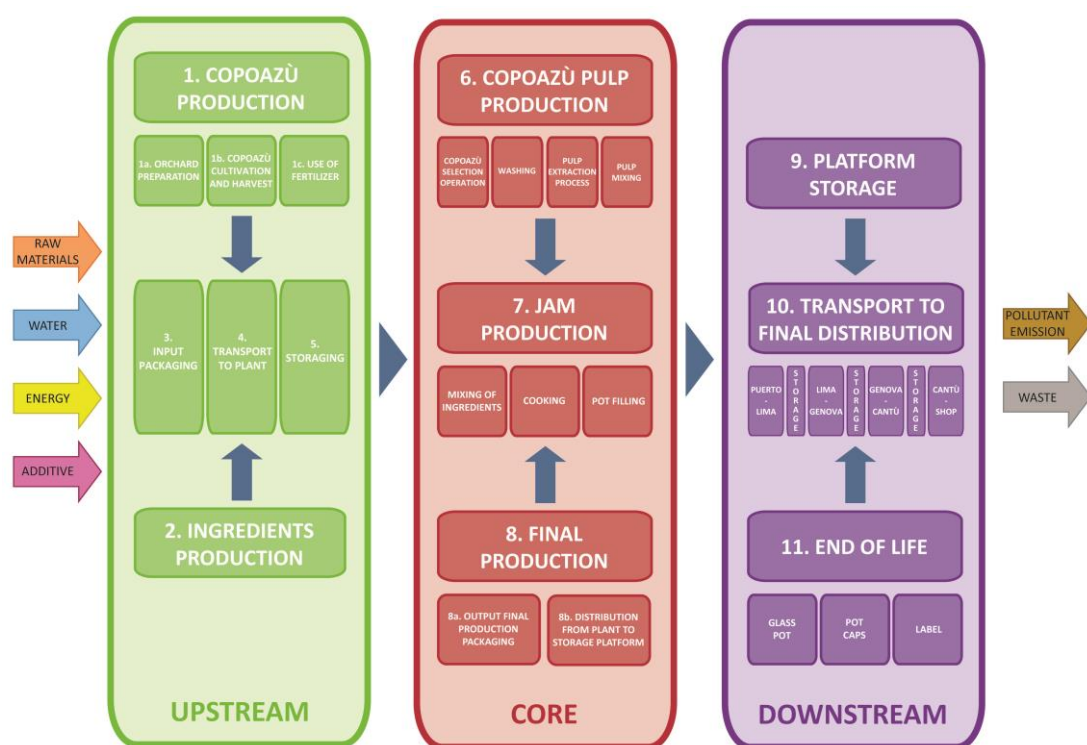 RAW
MATERIALS
WATER
ENERGY
ADDITIVE
1. COPOAZÙ
PRODUCTION
1a. ORCHARD
PREPARATION
1b. COPOAZÙ
CULTIVATION
AND HARVEST
1c. USE OF
FERTILIZER
3.
INPUT
PACKAGING
4.
TRANSPORT
TO PLANT
5.
STORAGING
2. INGREDIENTS
PRODUCTION
UPSTREAM
6. COPOAZÙ PULP
PRODUCTION
COPOAZÙ
SELECTION
OPERATION
WASHING
PULP
EXTRACTION
PROCESS
PULP
MIXING
7. JAM
PRODUCTION
MIXING OF
INGREDIENTS
COOKING
POT FILLING
8. FINAL
PRODUCTION
8a. OUTPUT FINAL
PRODUCTION
PACKAGING
8b. DISTRIBUTION
FROM PLANT TO
STORAGE PLATFORM
CORE
9. PLATFORM
STORAGE
10. TRANSPORT TO
FINAL DISTRIBUTION
PUERTO
-
LIMA
STORAGE
LIMA
-
GENOVA
STORAGE
GENOVA
-
CANTÙ
STORAGE
CANTÙ
-
SHOP
11. END OF LIFE
GLASS
POT
POT
CAPS
LABEL
DOWNSTREAM
POLLUTANT
EMISSION
WASTE